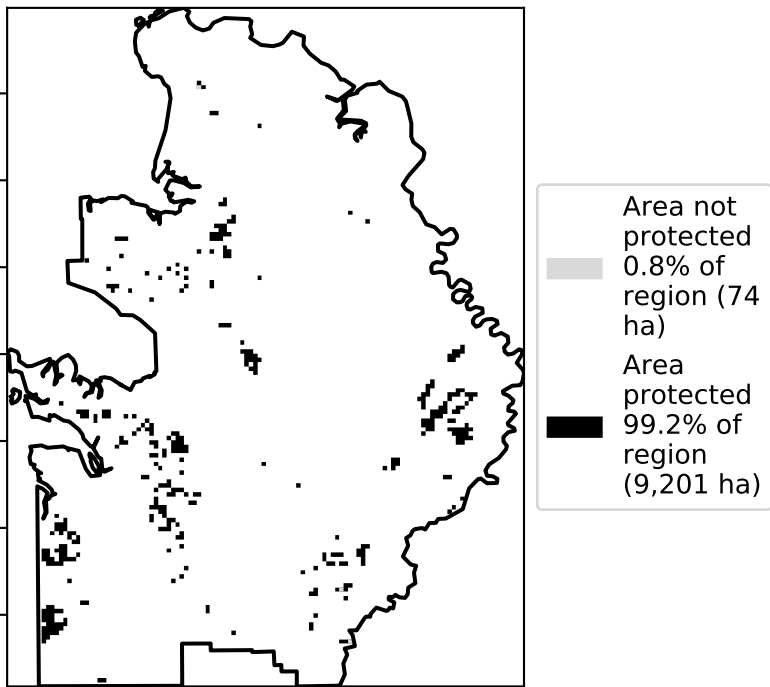 Area not
protected
0.8% of
region (74
ha)
Area
protected
99.2% of
region
(9,201 ha)